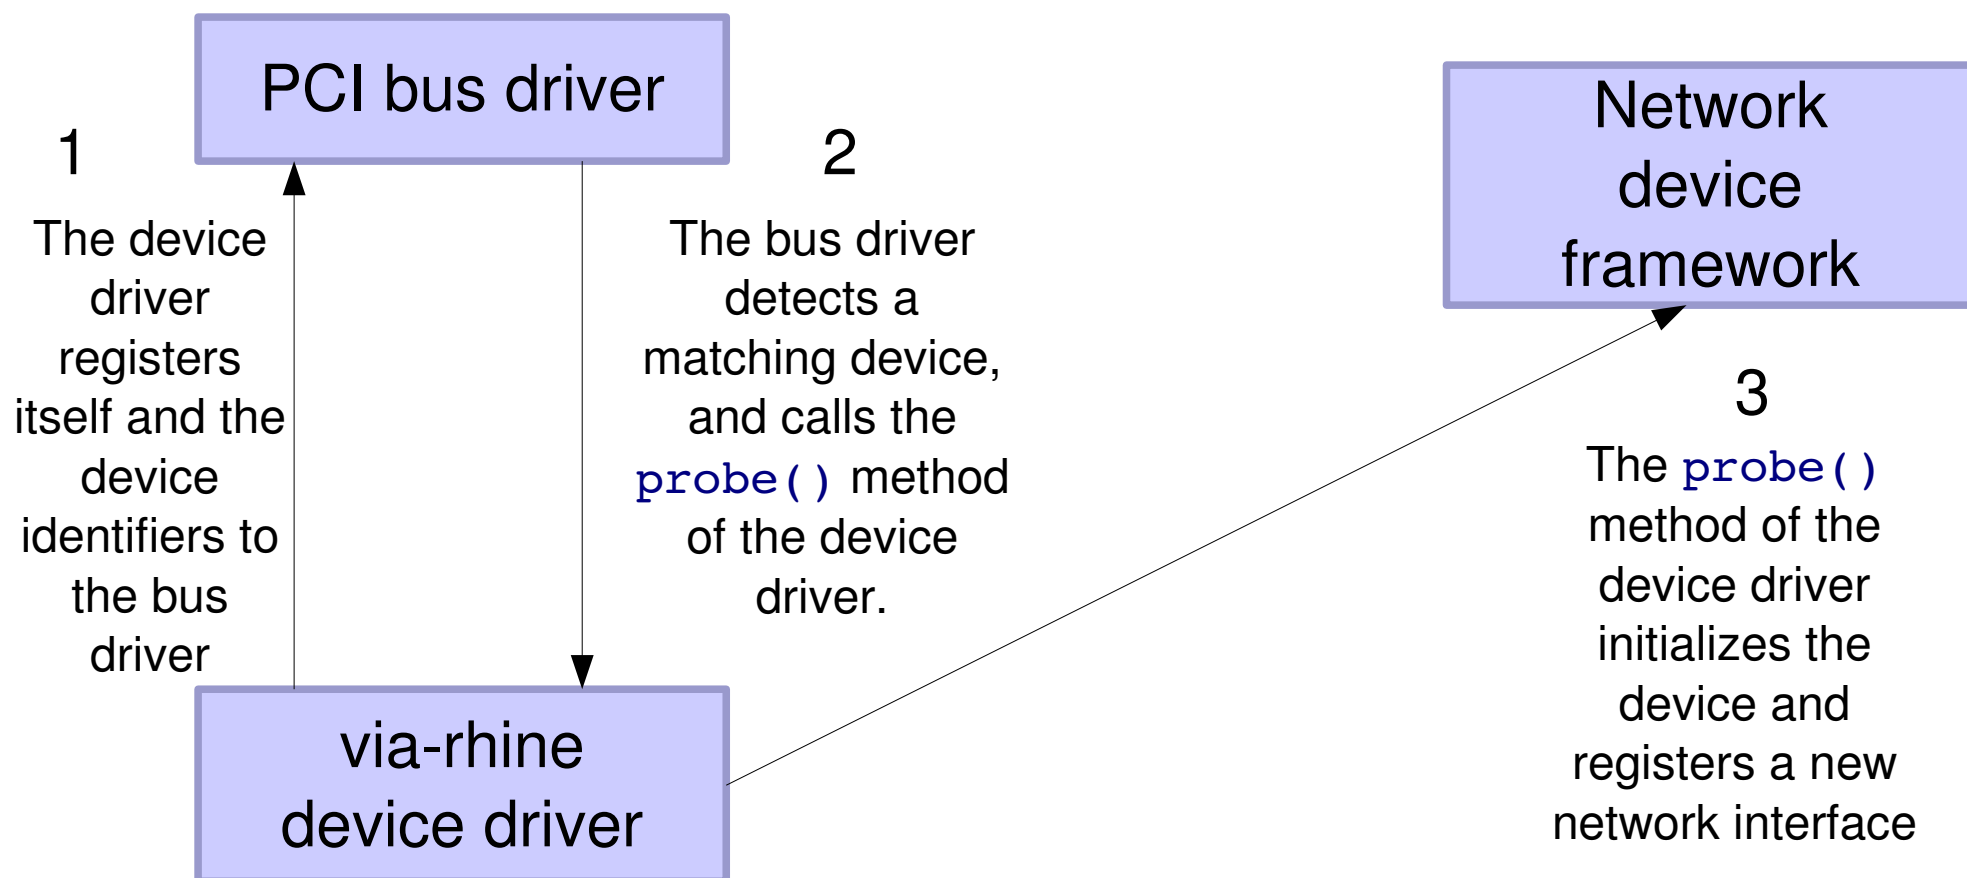 PCI bus driver
1
The device
driver
registers
itself and the
device
identifiers to
the bus
driver
2
The bus driver
detects a
matching device,
and calls the
probe() method
of the device
driver.
via-rhine
device driver
Network
device
framework
3
The probe()
method of the
device driver
initializes the
device and
registers a new
network interface